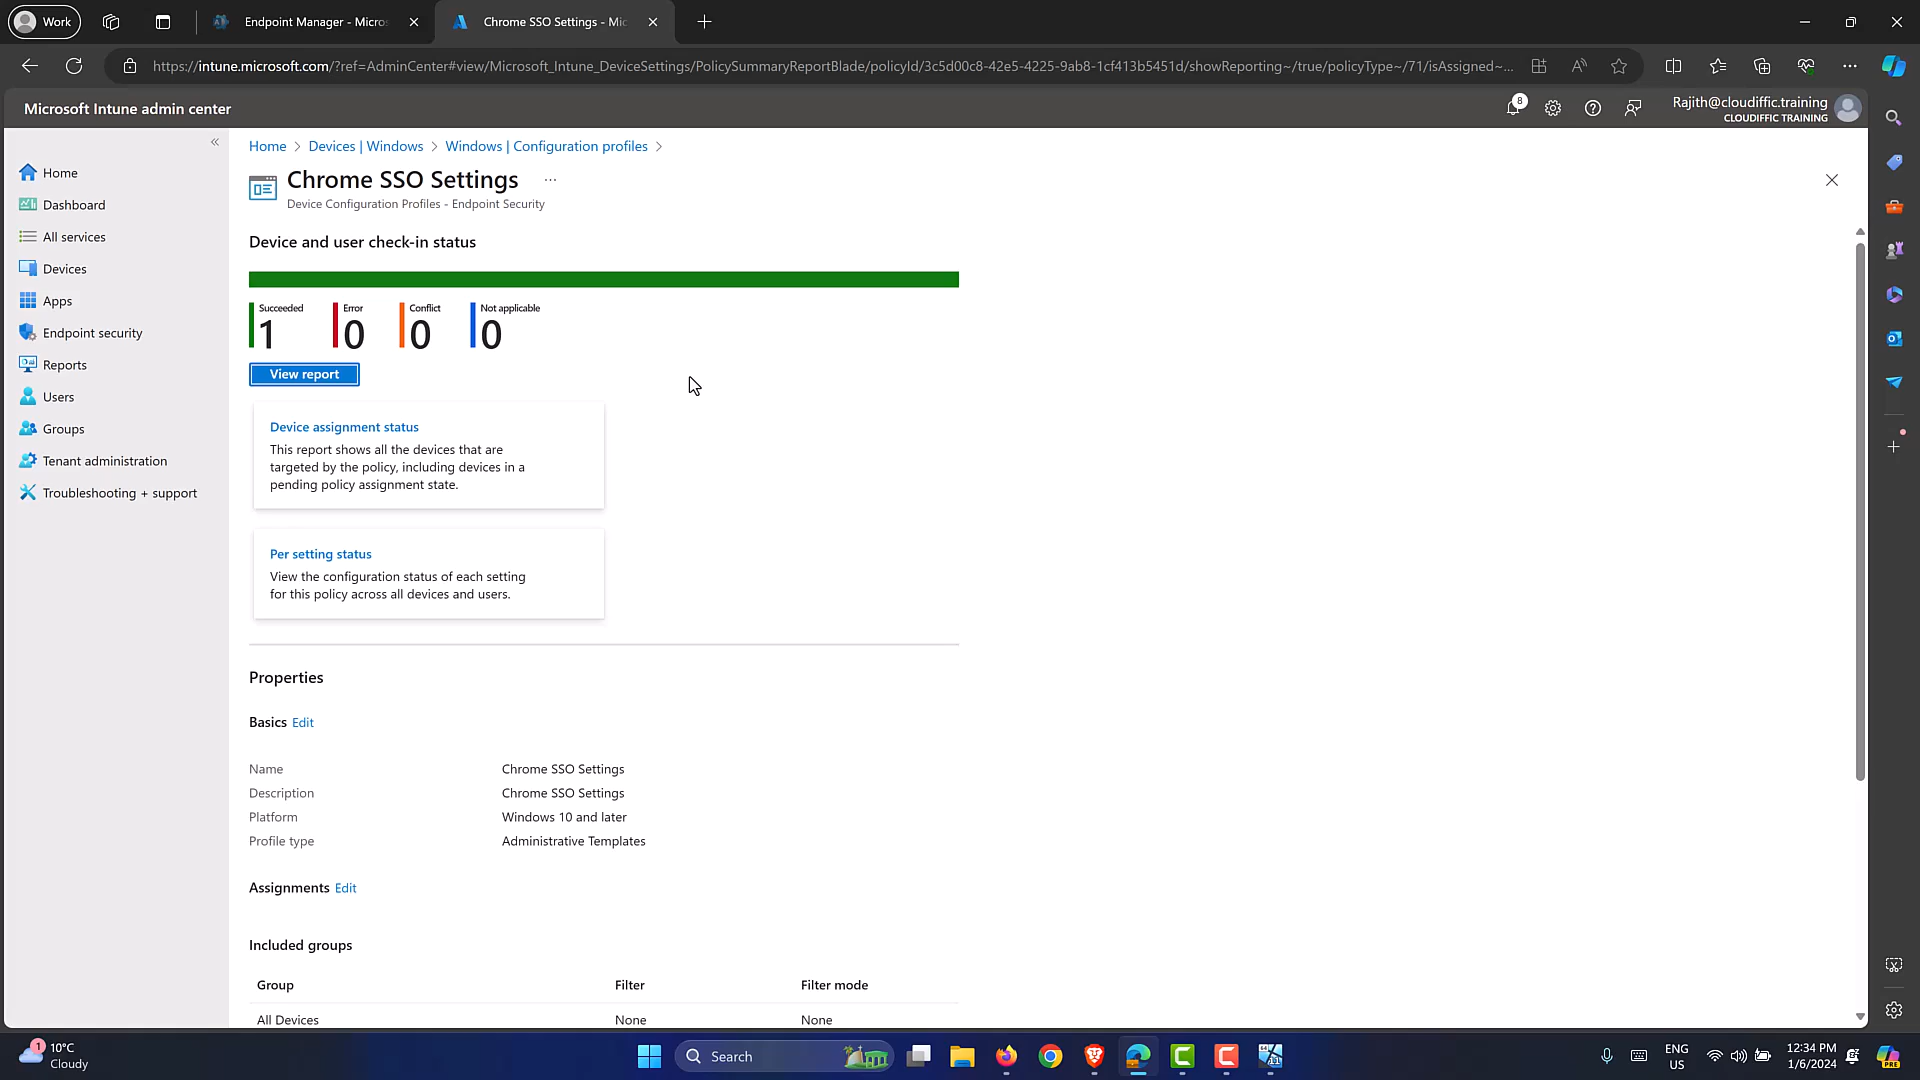 Work
Endpoint Manager - Micros
Chrome SSO Settings - Mic
https://intune.microsoft.com/?ref=AdminCenter#view/Microsoft_Intune_DeviceSettings/PolicySummaryReportBlade/policyId/3c5d00c8-42e5-4225-9ab8-1cf413b5451d/showReporting~/true/policyType~/71/isAssigned~...
Microsoft Intune admin center
8
Rajith@cloudiffic.training
CLOUDIFFIC TRAINING
Home
Dashboard
All services
Devices
Apps
Endpoint security
Reports
Users
Groups
Tenant administration
Troubleshooting + support
Home > Devices | Windows > Windows | Configuration profiles >
Chrome SSO Settings ...
Device Configuration Profiles - Endpoint Security
Device and user check-in status
Succeeded Error Conflict Not applicable
1 0 0 0
View report
Device assignment status
This report shows all the devices that are
targeted by the policy, including devices in a
pending policy assignment state.
Per setting status
View the configuration status of each setting
for this policy across all devices and users.
Properties
Basics Edit
Name Chrome SSO Settings
Description Chrome SSO Settings
Platform Windows 10 and later
Profile type Administrative Templates
Assignments Edit
Included groups
Group Filter Filter mode
All Devices None None
1
10°C
Cloudy
Search
ENG
US
12:34 PM
1/6/2024
PRE